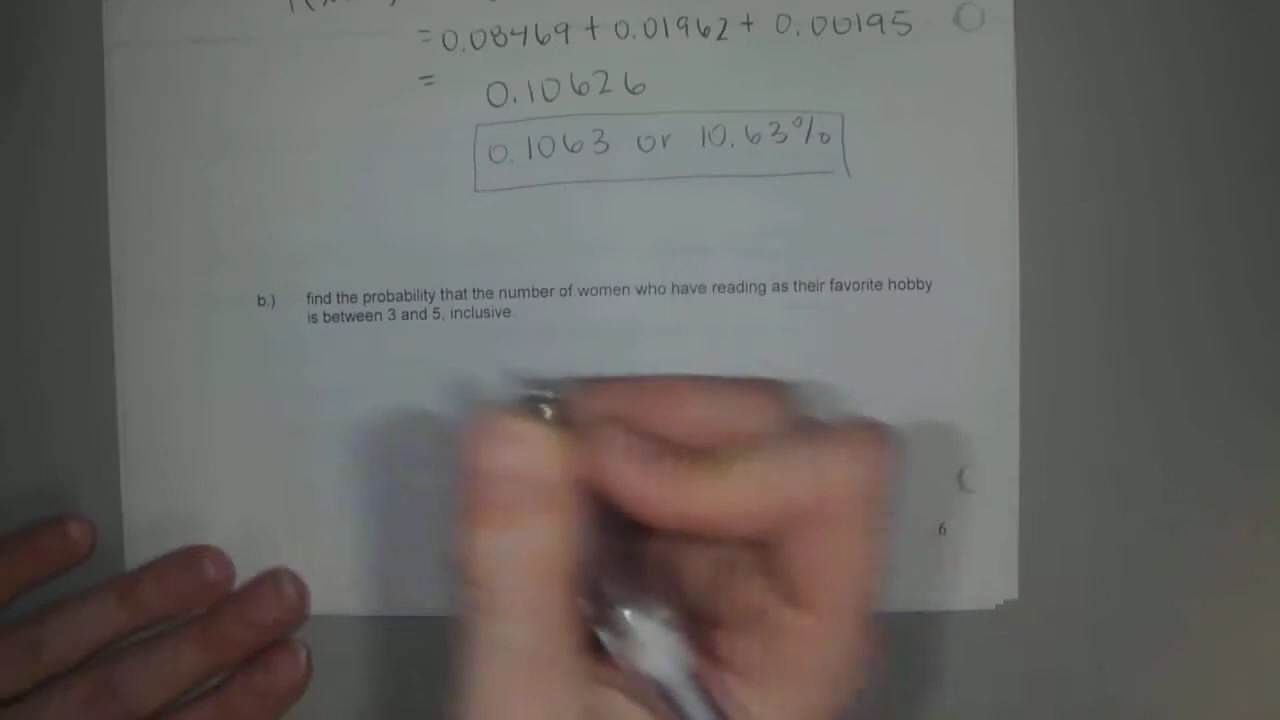 = 0.08469 + 0.01962 + 0.00195
= 0.10626
0.1063 or 10.63%
b.) find the probability that the number of women who have reading as their favorite hobby
is between 3 and 5, inclusive.
6